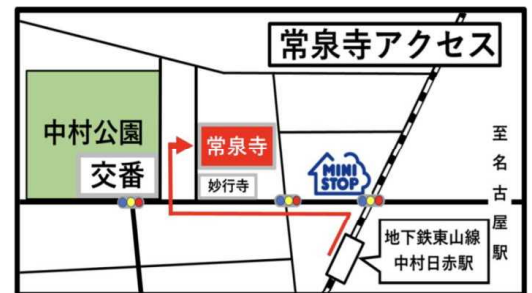 常泉寺アクセス
中村公園
交番
常泉寺
妙行寺
MINI
STOP
至名古屋駅
地下鉄東山線
中村日赤駅